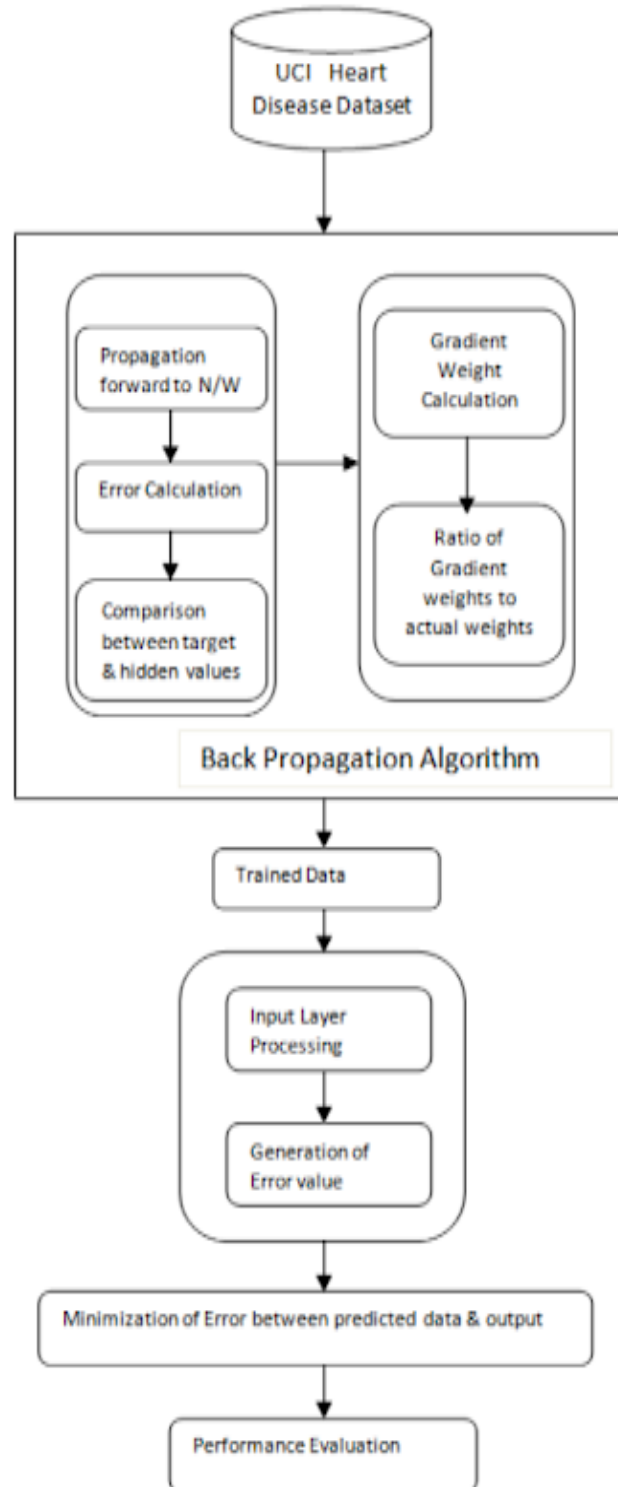 UCI Heart
Disease Dataset
Propagation
forward to N/W
Error Calculation
Comparison
between target
& hidden values
Gradient
Weight
Calculation
Ratio of
Gradient
weights to
actual weights
Back Propagation Algorithm
Trained Data
Input Layer
Processing
Generation of
Error value
Minimization of Error between predicted data & output
Performance Evaluation